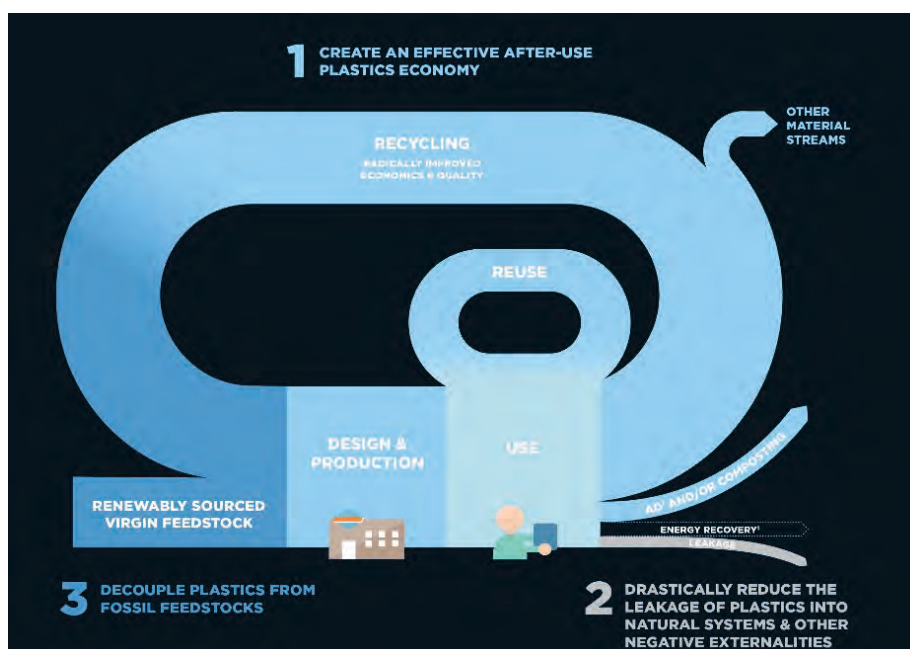 1 CREATE AN EFFECTIVE AFTER-USE
PLASTICS ECONOMY
OTHER
MATERIAL
STREAMS
RECYCLING
RADICALLY IMPROVED
ECONOMICS & QUALITY
REUSE
DESIGN &
PRODUCTION
USE
RENEWABLY SOURCED
VIRGIN FEEDSTOCK
AD¹ AND/OR COMPOSTING
ENERGY RECOVERY¹
LEAKAGE
3 DECOUPLE PLASTICS FROM
FOSSIL FEEDSTOCKS
2 DRASTICALLY REDUCE THE
LEAKAGE OF PLASTICS INTO
NATURAL SYSTEMS & OTHER
NEGATIVE EXTERNALITIES